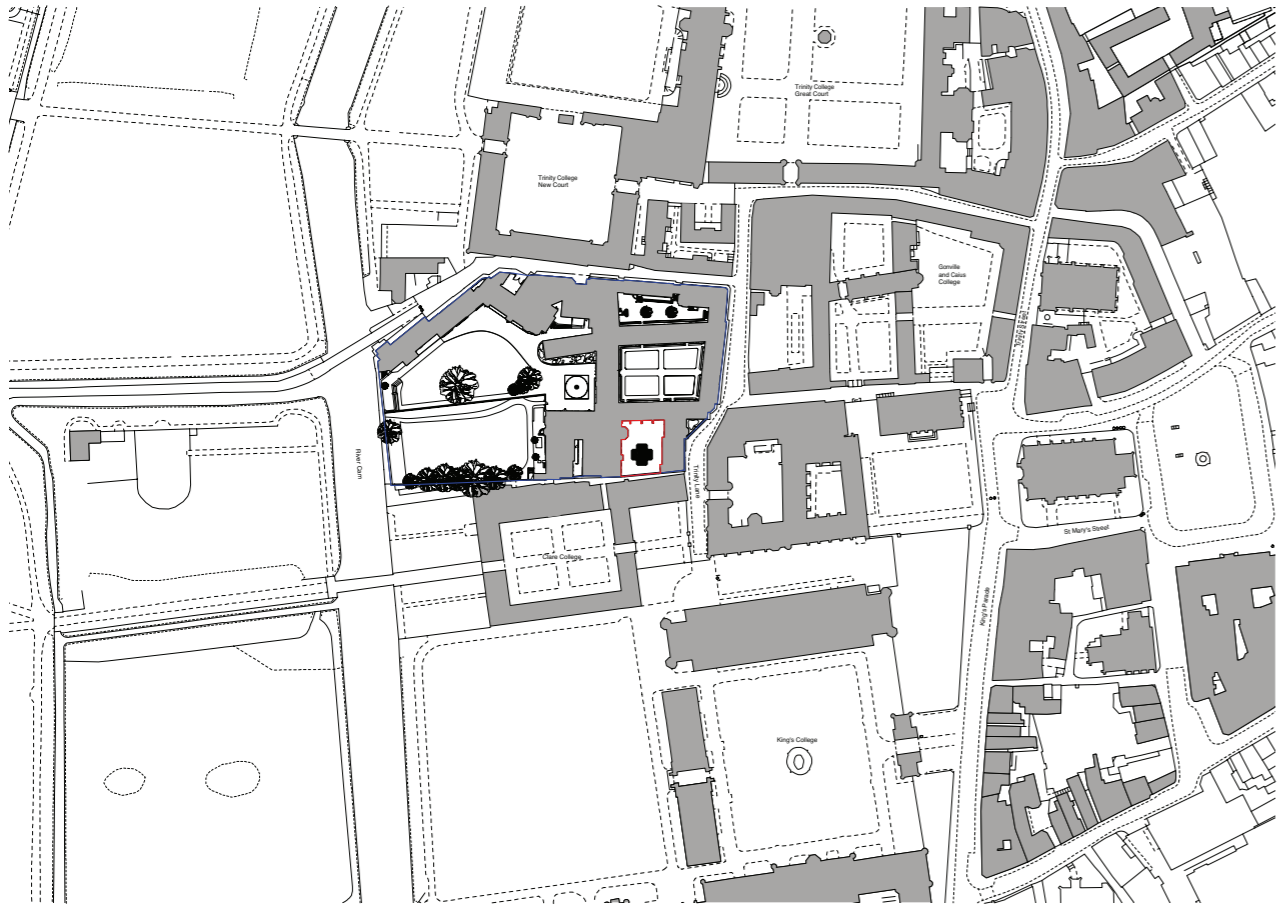 Trinity College
Great Court
Trinity College
New Court
Gonville
and Caius
College
Trinity Street
River Cam
Trinity Lane
St Mary's Street
Clare College
King's Parade
King's College